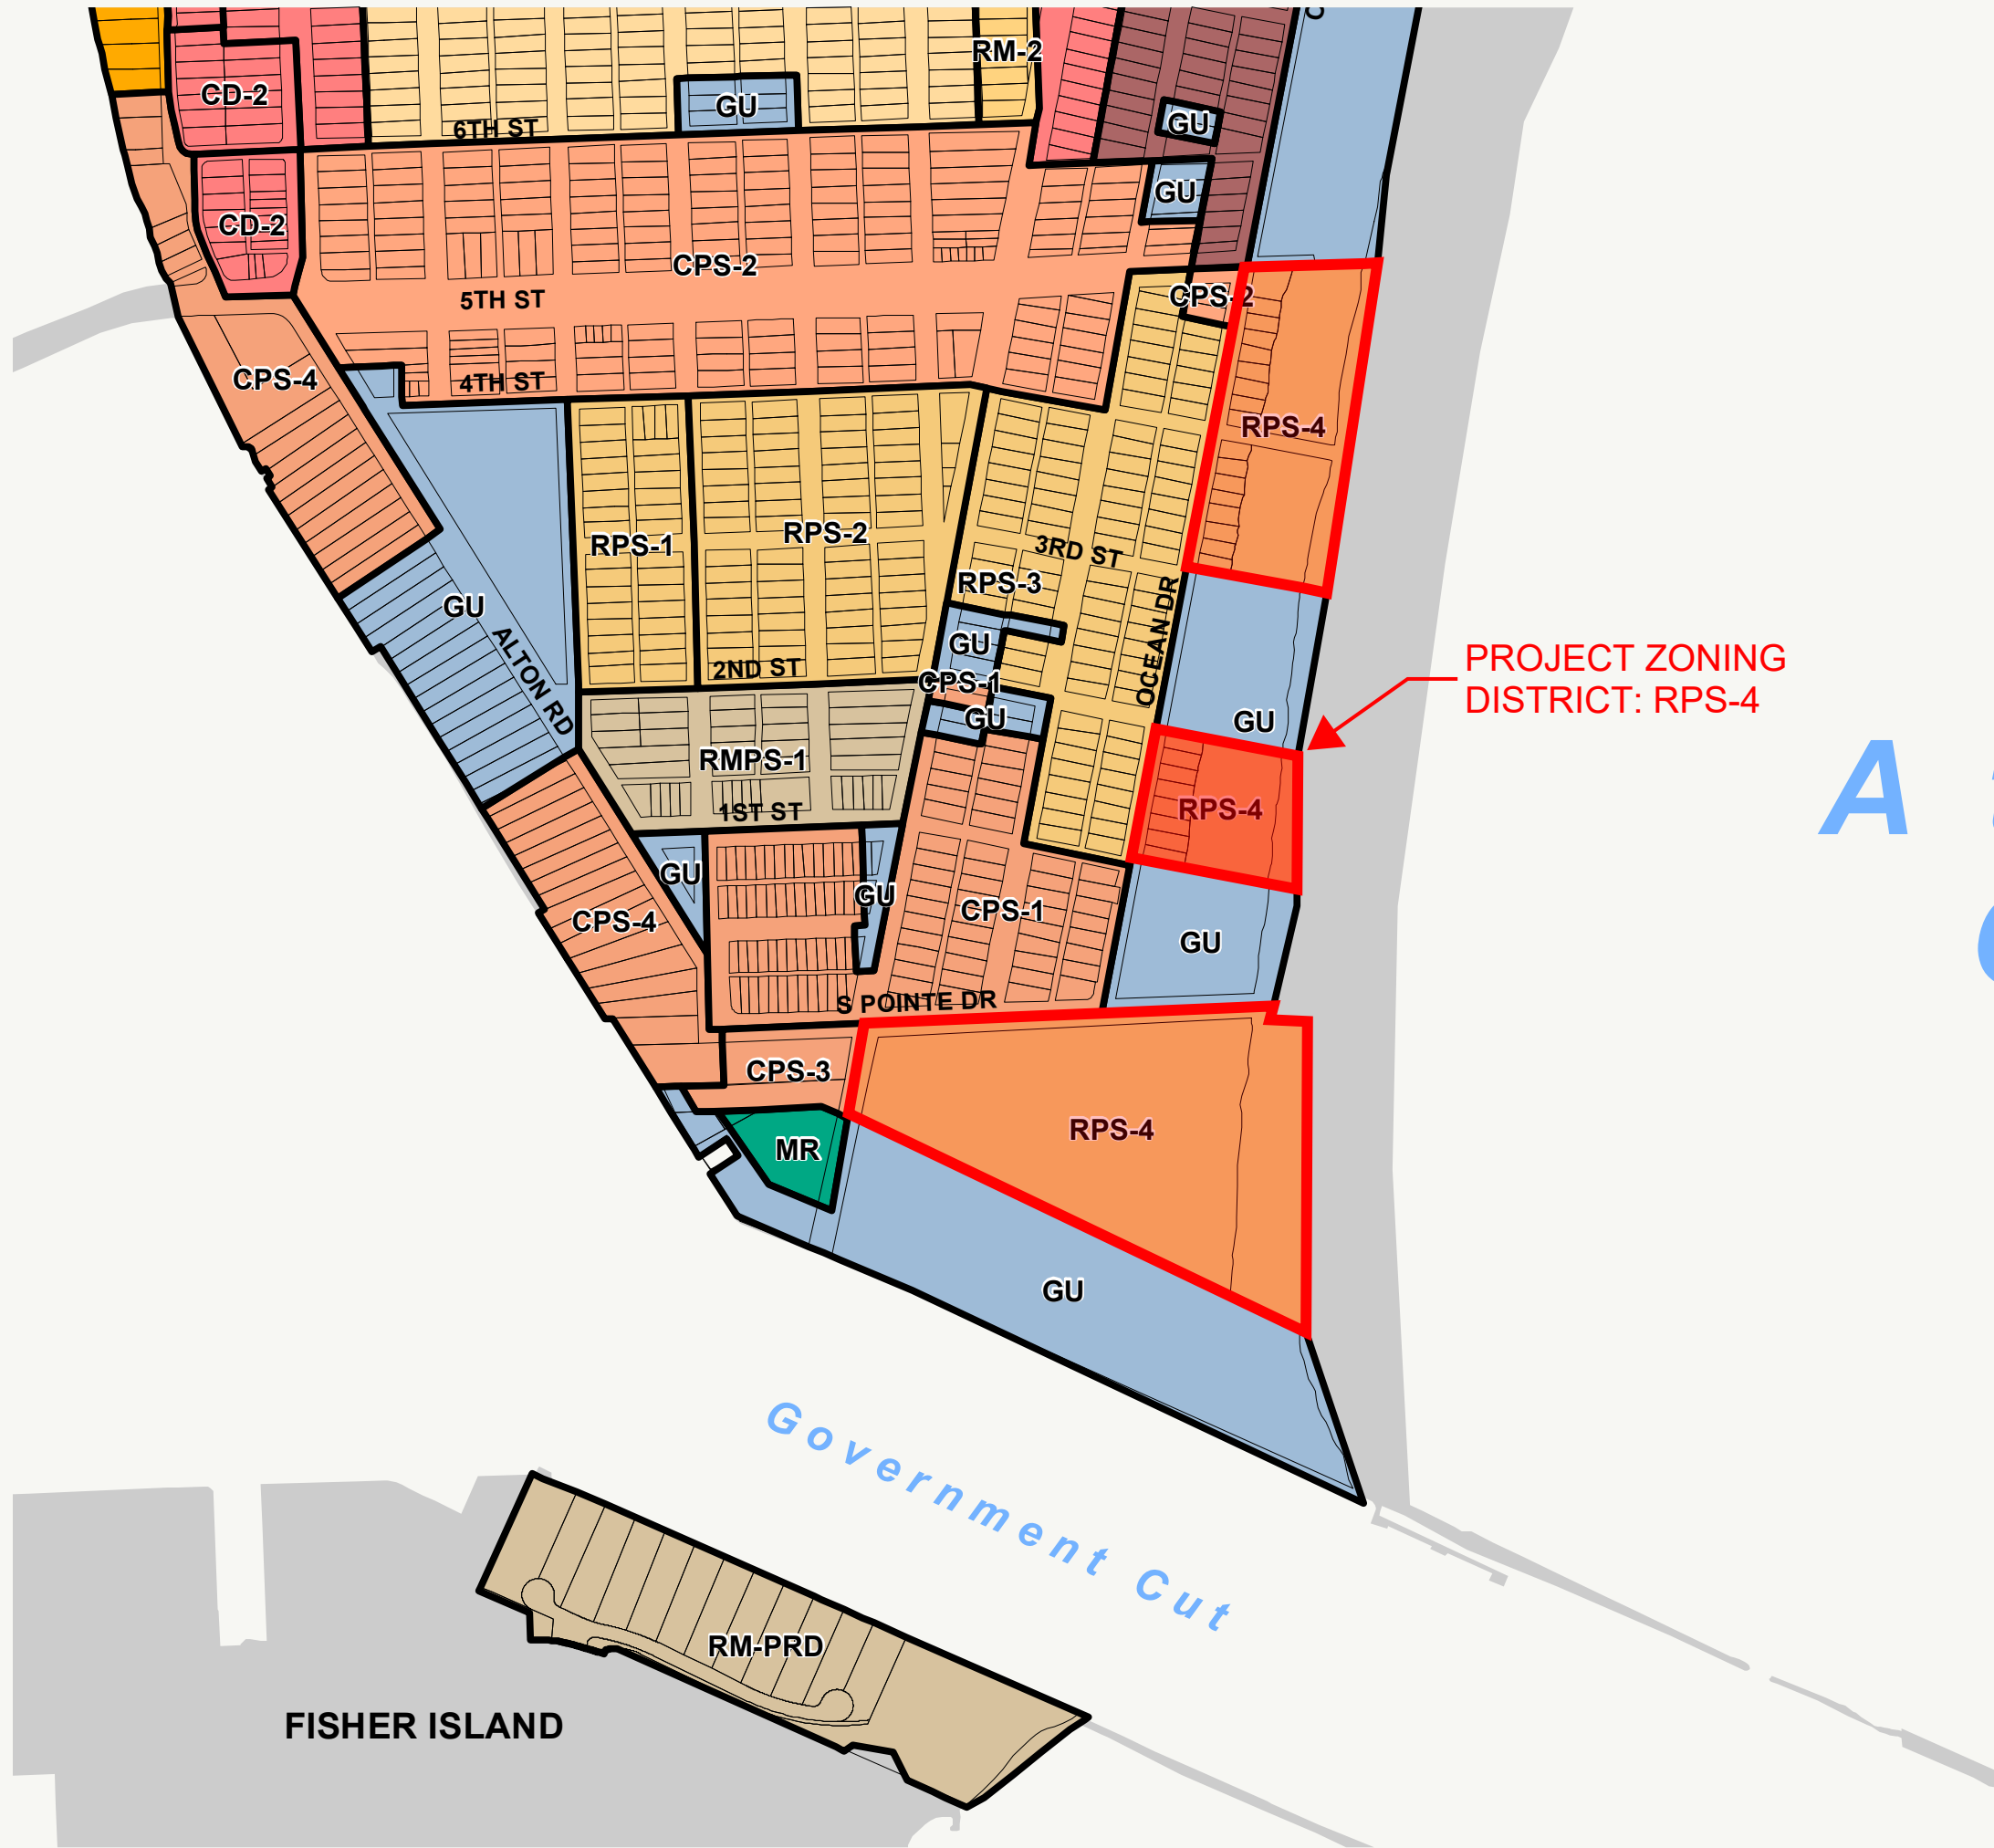 RM-2
CD-2
GU
GU
6TH ST
GU
CD-2
CPS-2
5TH ST
CPS-2
CPS-4
4TH ST
RPS-4
RPS-2
RPS-1
3RD ST
RPS-3
GU
OCEAN DR
ALTON RD
GU
PROJECT ZONING
DISTRICT: RPS-4
2ND ST
CPS-1
GU
GU
RMPS-1
A
RPS-4
1ST ST
GU
GU
CPS-1
CPS-4
GU
S POINTE DR
CPS-3
RPS-4
MR
GU
Government Cut
RM-PRD
FISHER ISLAND